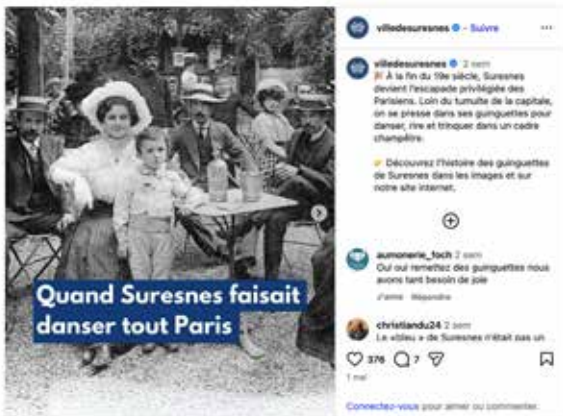 Quand Suresnes faisait
danser tout Paris
villedesuresnes • Suivre
villedesuresnes 2 sem
À la fin du 19e siècle, Suresnes
devient l'escapade privilégiée des
Parisiens. Loin du tumulte de la capitale,
on se presse dans ses guinguettes pour
danser, rire et trinquer dans un cadre
champêtre.
Découvrez l'histoire des guinguettes
de Suresnes dans les images et sur
notre site internet.
aumonerie_foch 2 sem
Oui oui remettez des guinguettes nous
avons tant besoin de joie
J'aime Répondre
christiandu24 2 sem
Le «bleu » de Suresnes n'était pas un
376 7
1 mai
Connectez-vous pour aimer ou commenter.